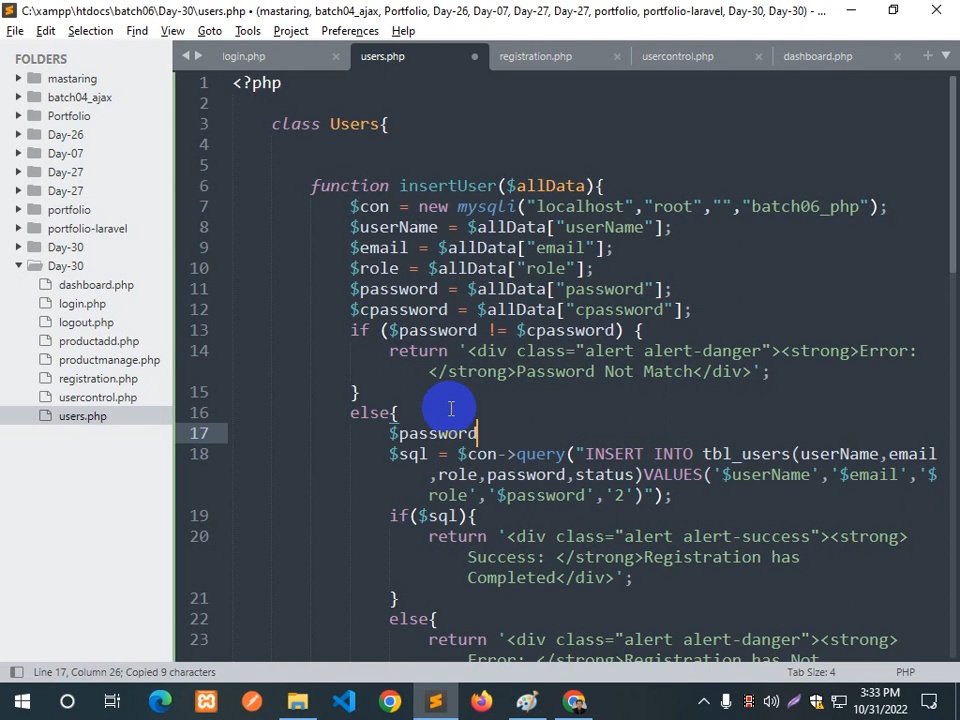 C:\xampp\htdocs\batch06\Day-30\users.php • (mastaring, batch04_ajax, Portfolio, Day-26, Day-07, Day-27, Day-27, portfolio, portfolio-laravel, Day-30, Day-30) - ...
File Edit Selection Find View Goto Tools Project Preferences Help
FOLDERS
mastaring
batch04_ajax
Portfolio
Day-26
Day-07
Day-27
Day-27
portfolio
portfolio-laravel
Day-30
Day-30
dashboard.php
login.php
logout.php
productadd.php
productmanage.php
registration.php
usercontrol.php
users.php
login.php × users.php registration.php × usercontrol.php × dashboard.php ×
1 <?php
2
3 class Users{
4
5
6 function insertUser($allData){
7 $con = new mysqli("localhost","root","","batch06_php");
8 $userName = $allData["userName"];
9 $email = $allData["email"];
10 $role = $allData["role"];
11 $password = $allData["password"];
12 $cpassword = $allData["cpassword"];
13 if ($password != $cpassword) {
14 return '<div class="alert alert-danger"><strong>Error:
</strong>Password Not Match</div>';
15 }
16 else{
17 $password
18 $sql = $con->query("INSERT INTO tbl_users(userName,email
,role,password,status)VALUES('$userName','$email','$
role','$password','2')");
19 if($sql){
20 return '<div class="alert alert-success"><strong>
Success: </strong>Registration has
Completed</div>';
21 }
22 else{
23 return '<div class="alert alert-danger"><strong>
Error: </strong>Registration has Not
Line 17, Column 26; Copied 9 characters Tab Size: 4 PHP
3:33 PM
10/31/2022